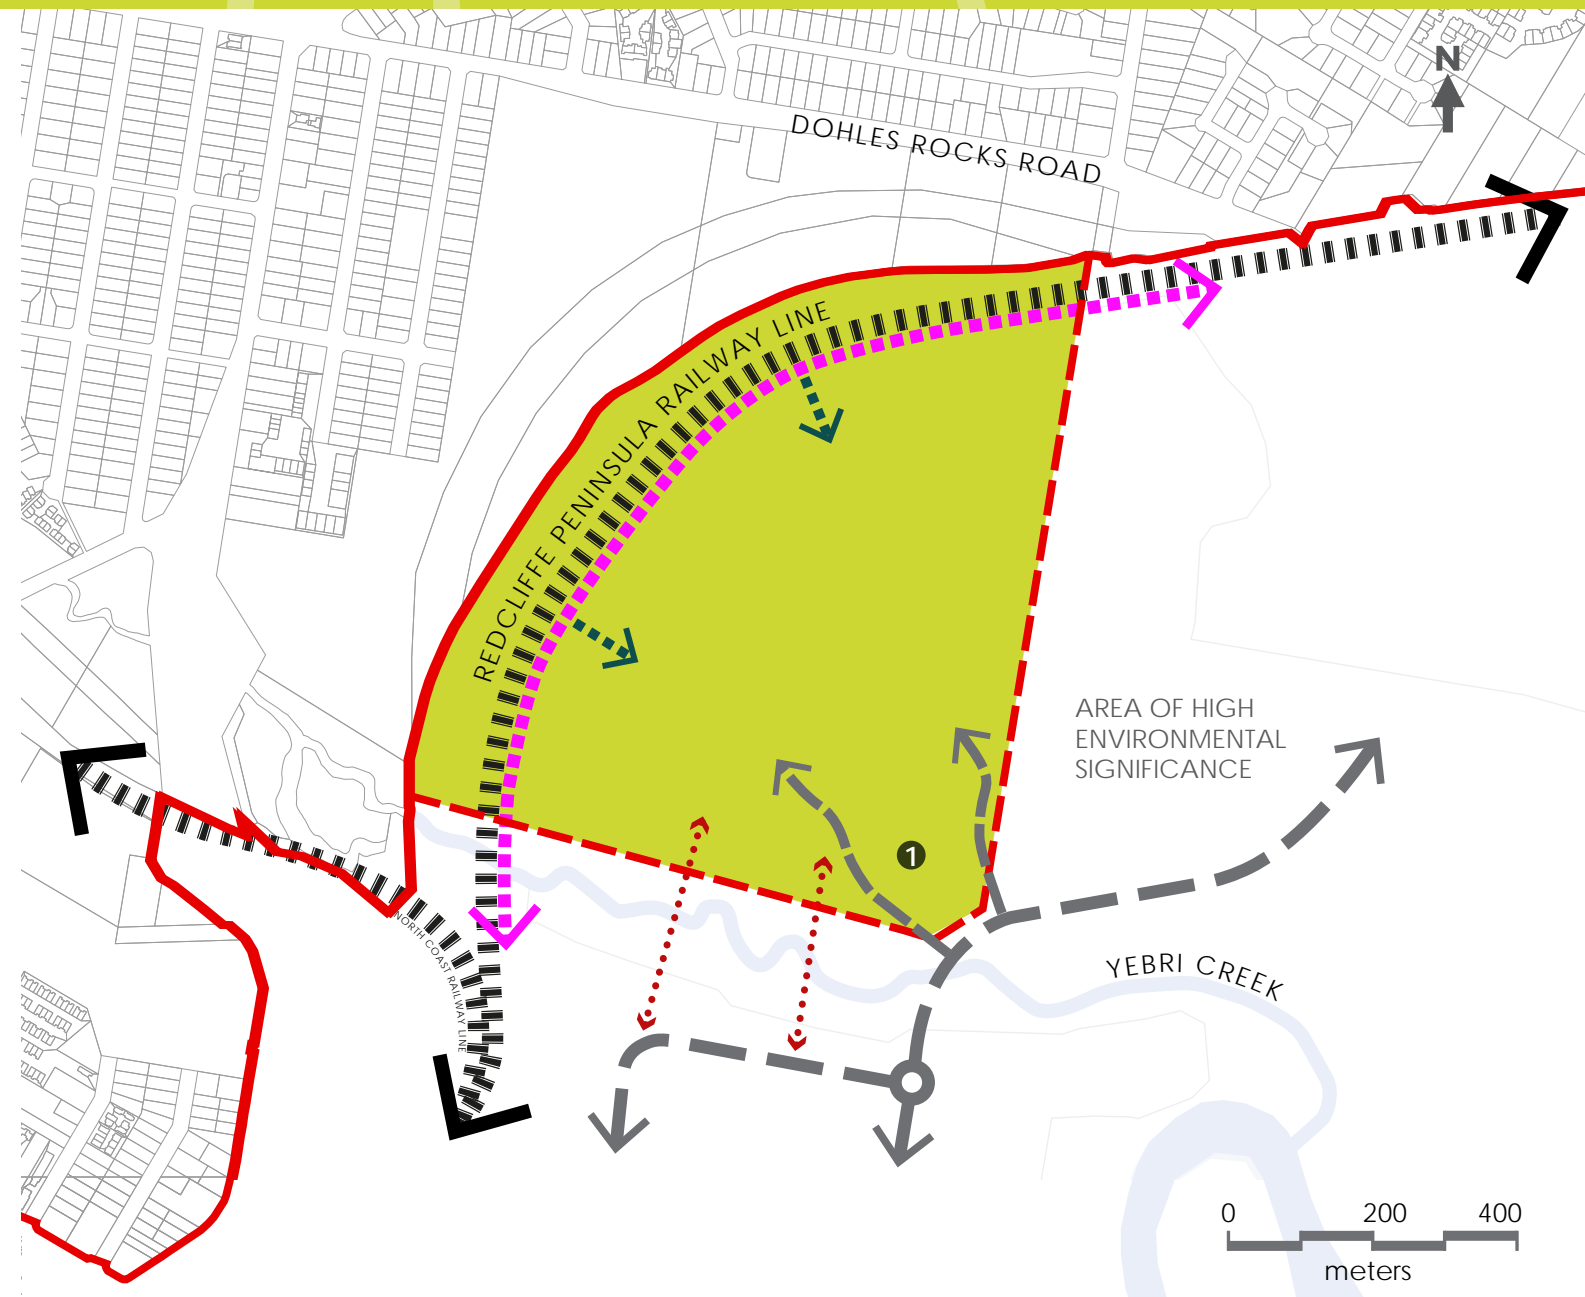 N
DOHLES ROCKS ROAD
REDCLIFFE PENINSULA RAILWAY LINE
AREA OF HIGH
ENVIRONMENTAL
SIGNIFICANCE
1
NORTH COAST RAILWAY LINE
YEBRI CREEK
0 200 400
meters